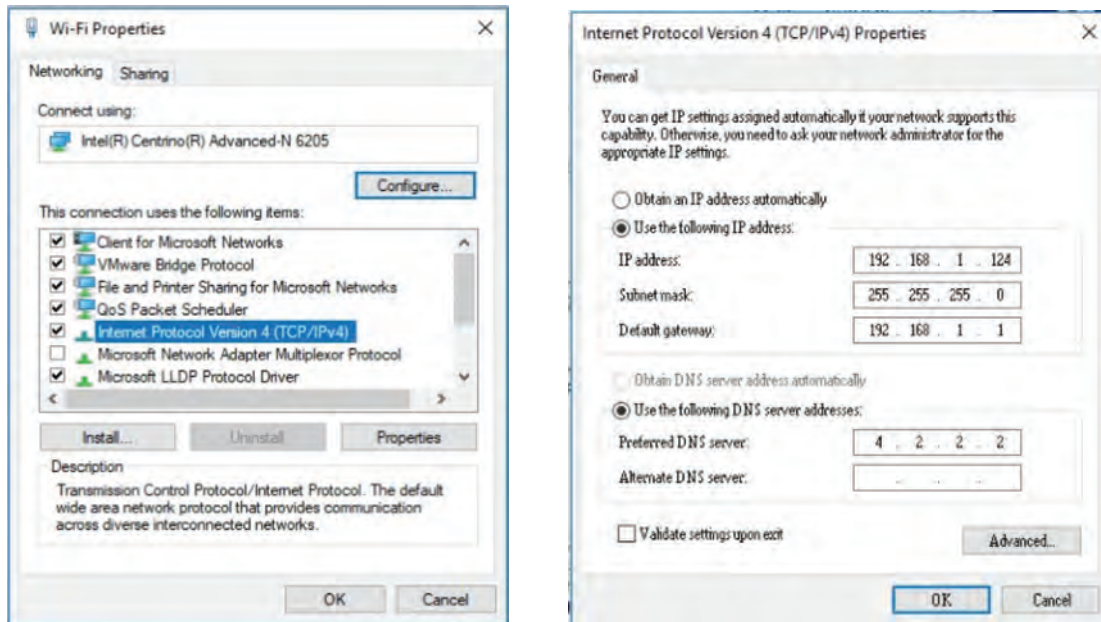 Wi-Fi Properties
Networking Sharing
Connect using:
Intel(R) Centrino(R) Advanced-N 6205
Configure...
This connection uses the following items:
Client for Microsoft Networks
VMware Bridge Protocol
File and Printer Sharing for Microsoft Networks
QoS Packet Scheduler
Internet Protocol Version 4 (TCP/IPv4)
Microsoft Network Adapter Multiplexor Protocol
Microsoft LLDP Protocol Driver
Install... Uninstall Properties
Description
Transmission Control Protocol/Internet Protocol. The default
wide area network protocol that provides communication
across diverse interconnected networks.
OK Cancel
Internet Protocol Version 4 (TCP/IPv4) Properties
General
You can get IP settings assigned automatically if your network supports this
capability. Otherwise, you need to ask your network administrator for the
appropriate IP settings.
Obtain an IP address automatically
Use the following IP address:
IP address: 192 . 168 . 1 . 124
Subnet mask: 255 . 255 . 255 . 0
Default gateway: 192 . 168 . 1 . 1
Obtain DNS server address automatically
Use the following DNS server addresses:
Preferred DNS server: 4 . 2 . 2 . 2
Alternate DNS server: . . .
Validate settings upon exit
Advanced...
OK Cancel